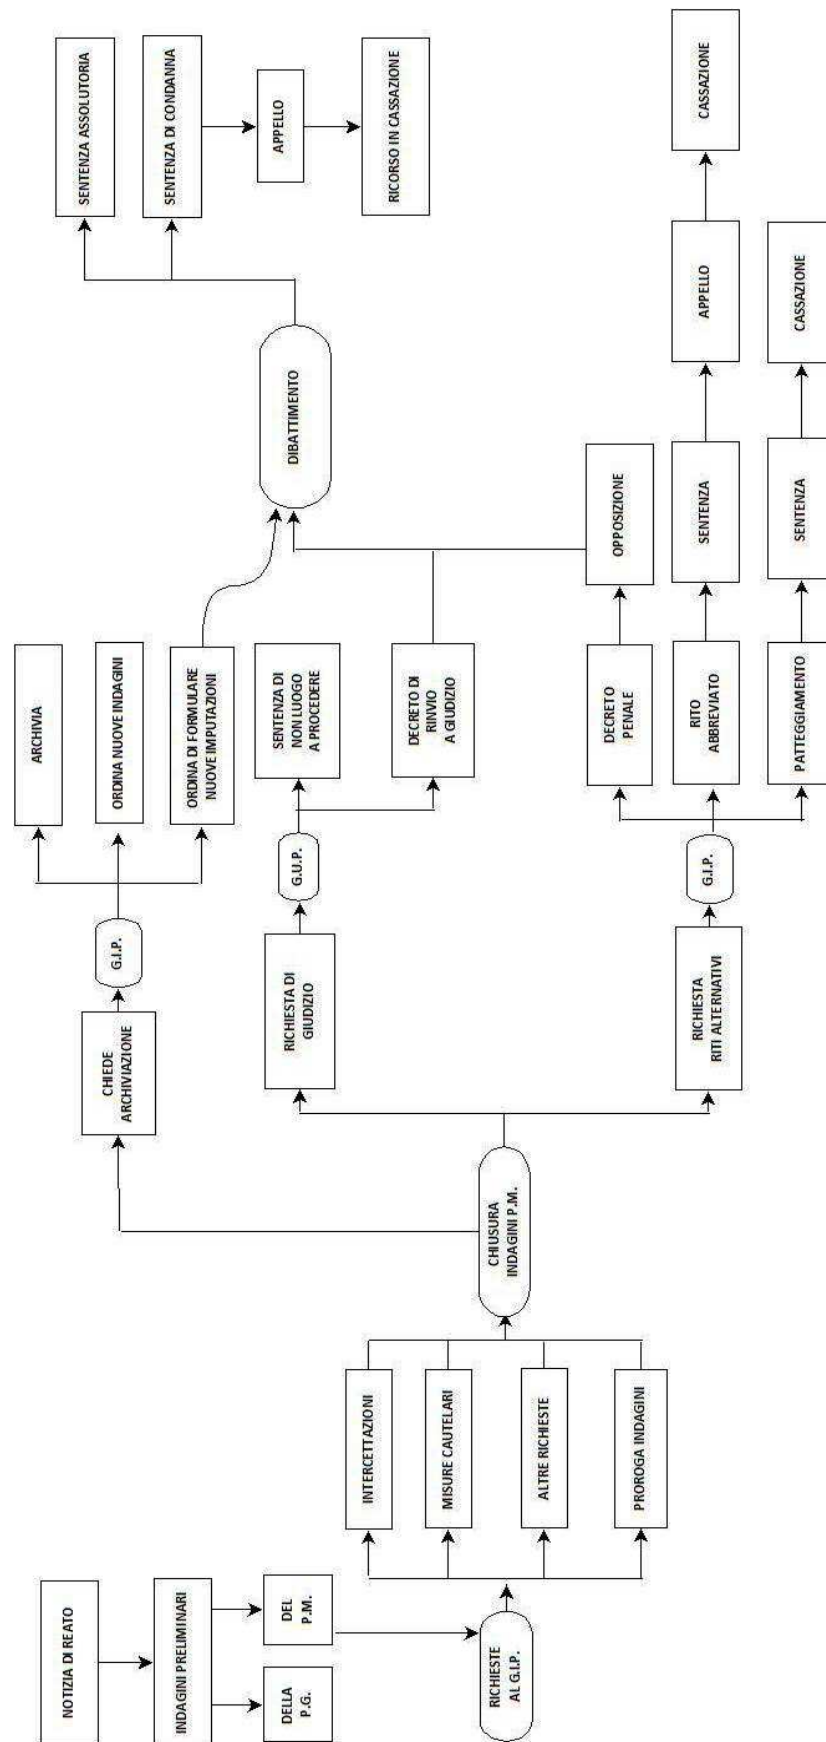 NOTIZIA DI REATO
INDAGINI PRELIMINARI
DELLA
P.G.
DEL
P.M.
RICHIESTE
AL G.I.P.
INTERCETTAZIONI
MISURE CAUTELARI
ALTRE RICHIESTE
PROROGA INDAGINI
CHIUSURA
INDAGINI P.M.
CHIEDE
ARCHIVIAZIONE
G.I.P.
ARCHIVIA
ORDINA NUOVE INDAGINI
ORDINA DI FORMULARE
NUOVE IMPUTAZIONI
RICHIESTA DI
GIUDIZIO
G.U.P.
SENTENZA DI
NON LUOGO
A PROCEDERE
DECRETO DI
RINVIO
A GIUDIZIO
RICHIESTA
RITI ALTERNATIVI
G.I.P.
DECRETO
PENALE
OPPOSIZIONE
RITO
ABBREVIATO
SENTENZA
APPELLO
CASSAZIONE
PATTEGGIAMENTO
SENTENZA
CASSAZIONE
DIBATTIMENTO
SENTENZA ASSOLUTORIA
SENTENZA DI CONDANNA
APPELLO
RICORSO IN CASSAZIONE